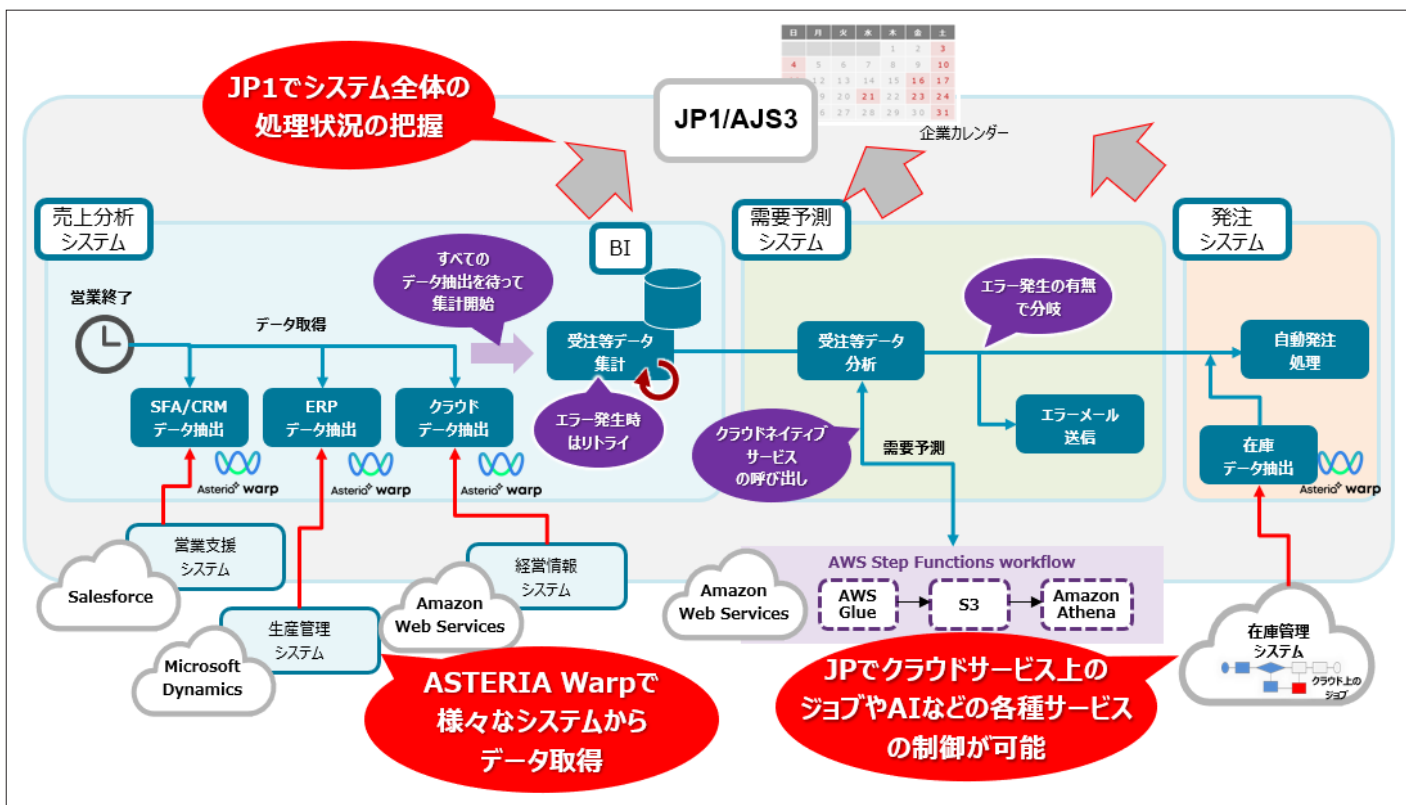 日 月 火 水 木 金 土
1 2 3
4 5 6 7 8 9 10
12 13 14 15 16 17
19 20 21 22 23 24
26 27 28 29 30 31
企業カレンダー
JP1/AJS3
JP1でシステム全体の
処理状況の把握
売上分析
システム
BI
需要予測
システム
発注
システム
すべての
データ抽出を待って
集計開始
営業終了
データ取得
エラー発生の有無
で分岐
受注等データ
集計
受注等データ
分析
自動発注
処理
SFA/CRM
データ抽出
ERP
データ抽出
クラウド
データ抽出
エラー発生時
はリトライ
クラウドネイティブ
サービス
の呼び出し
需要予測
エラーメール
送信
在庫
データ抽出
Asteria warp
Asteria warp
Asteria warp
Asteria warp
営業支援
システム
Salesforce
経営情報
システム
Amazon
Web Services
生産管理
システム
Microsoft
Dynamics
Amazon
Web Services
AWS Step Functions workflow
AWS
Glue
S3
Amazon
Athena
在庫管理
システム
クラウド上の
ジョブ
ASTERIA Warpで
様々なシステムから
データ取得
JPでクラウドサービス上の
ジョブやAIなどの各種サービス
の制御が可能